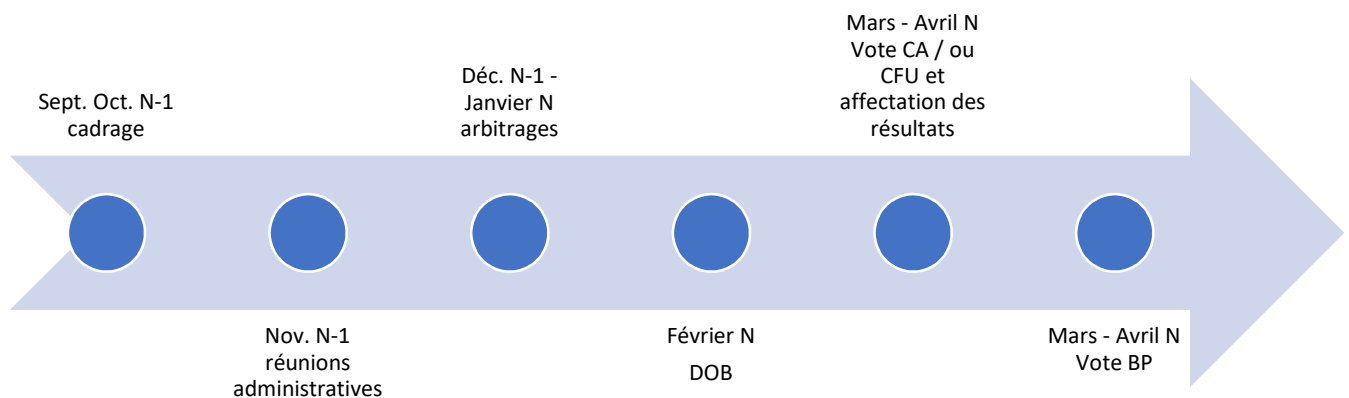 Sept. Oct. N-1
cadrage
Nov. N-1
réunions
administratives
Déc. N-1 -
Janvier N
arbitrages
Février N
DOB
Mars - Avril N
Vote CA / ou
CFU et
affectation des
résultats
Mars - Avril N
Vote BP